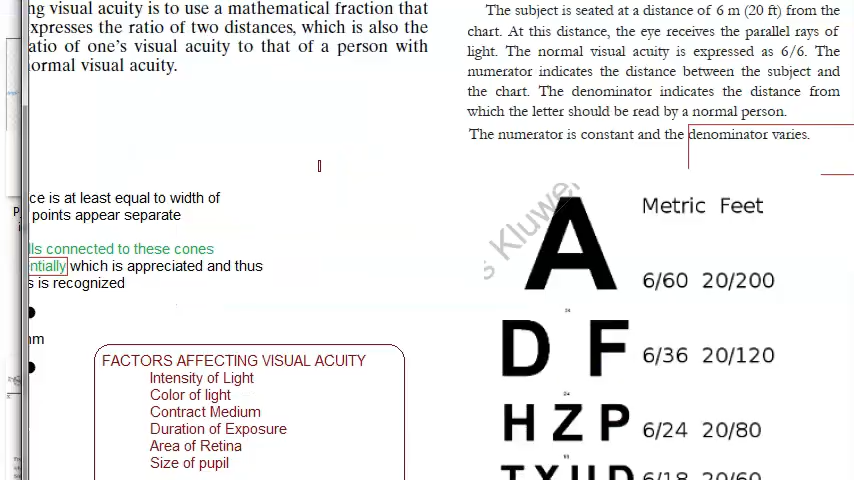 ng visual acuity is to use a mathematical fraction that
xpresses the ratio of two distances, which is also the
atio of one's visual acuity to that of a person with
ormal visual acuity.
The subject is seated at a distance of 6 m (20 ft) from the
chart. At this distance, the eye receives the parallel rays of
light. The normal visual acuity is expressed as 6/6. The
numerator indicates the distance between the subject and
the chart. The denominator indicates the distance from
which the letter should be read by a normal person.
The numerator is constant and the denominator varies.
ce is at least equal to width of
points appear separate
lls connected to these cones
entially which is appreciated and thus
s is recognized
nm
FACTORS AFFECTING VISUAL ACUITY
Intensity of Light
Color of light
Contract Medium
Duration of Exposure
Area of Retina
Size of pupil
s Kluwe
Metric Feet
A 6/60 20/200
D F 6/36 20/120
H Z P 6/24 20/80
T X U D 6/18 20/60